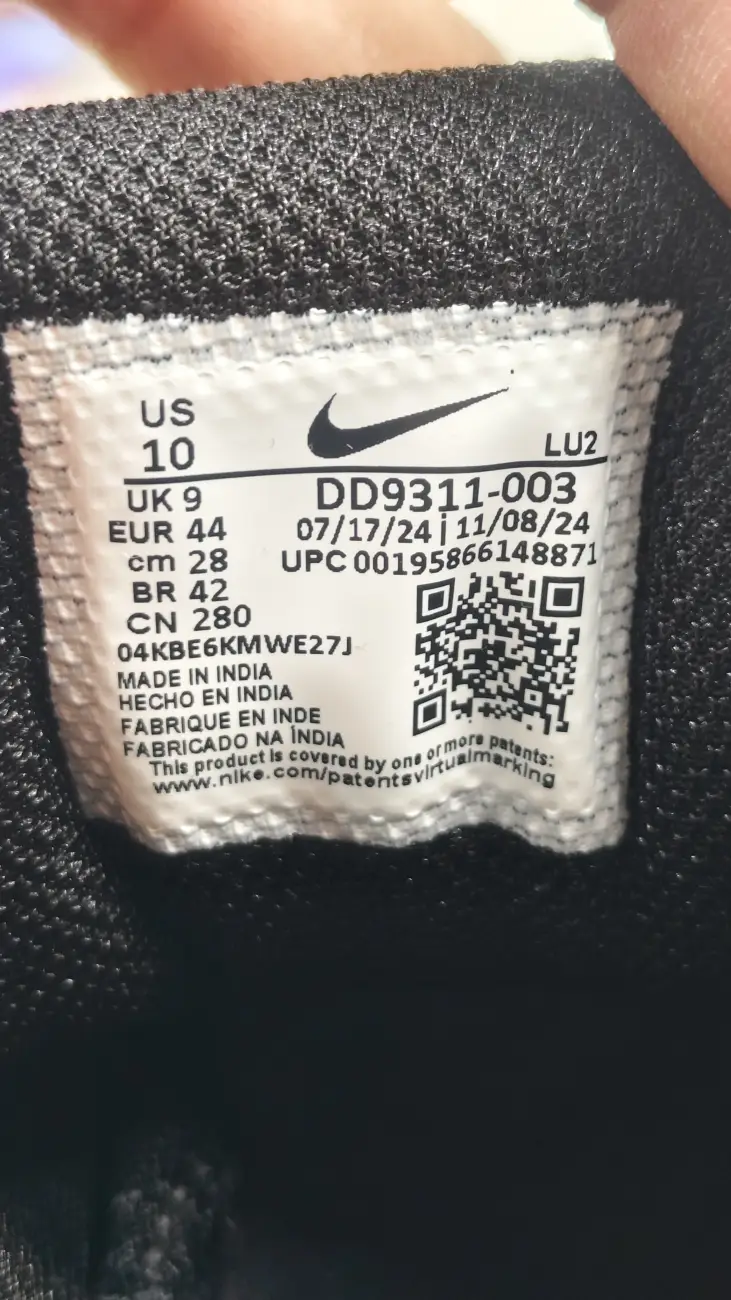 US
10
LU2
UK 9
DD9311-003
EUR 44
07/17/24 | 11/08/24
cm 28
UPC 00195866148871
BR 42
CN 280
04KBE6KMWE27J
MADE IN INDIA
HECHO EN INDIA
FABRIQUE EN INDE
FABRICADO NA ÍNDIA
This product is covered by one or more patents:
www.nike.com/patentsvirtualmarking